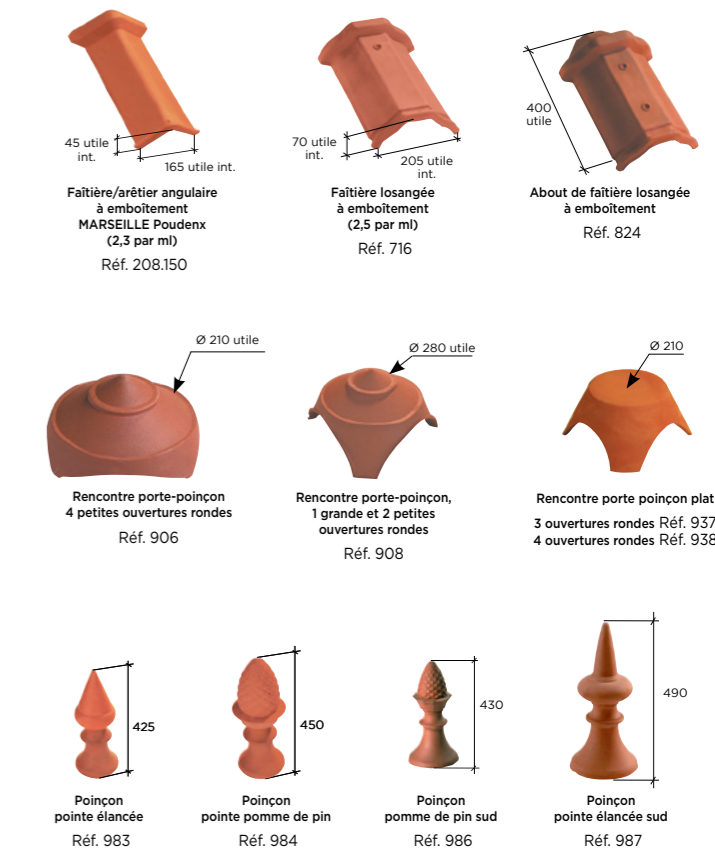 45 utile
int.
165 utile int.
Faîtière/arêtier angulaire
à emboîtement
MARSEILLE Poudenx
(2,3 par ml)
Réf. 208.150
70 utile
int.
205 utile
int.
Faîtière losangée
à emboîtement
(2,5 par ml)
Réf. 716
400
utile
About de faîtière losangée
à emboîtement
Réf. 824
Ø 210 utile
Rencontre porte-poinçon
4 petites ouvertures rondes
Réf. 906
Ø 280 utile
Rencontre porte-poinçon,
1 grande et 2 petites
ouvertures rondes
Réf. 908
Ø 210
Rencontre porte poinçon plat
3 ouvertures rondes Réf. 937
4 ouvertures rondes Réf. 938
425
Poinçon
pointe élancée
Réf. 983
450
Poinçon
pointe pomme de pin
Réf. 984
430
Poinçon
pomme de pin sud
Réf. 986
490
Poinçon
pointe élancée sud
Réf. 987